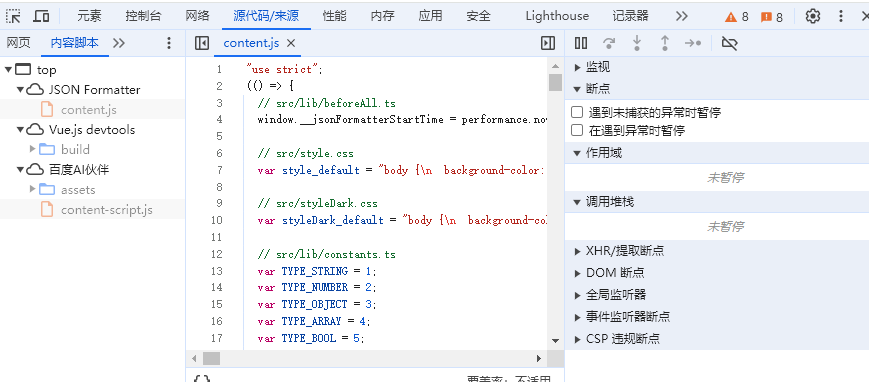 元素 控制台 网络 源代码/来源 性能 内存 应用 安全 Lighthouse 记录器 8 8
网页 内容脚本
top
JSON Formatter
content.js
Vue.js devtools
build
百度AI伙伴
assets
content-script.js
content.js
1 "use strict";
2 (() => {
3 // src/lib/beforeAll.ts
4 window.__jsonFormatterStartTime = performance.now
5
6 // src/style.css
7 var style_default = "body {\n  background-color:
8
9 // src/styleDark.css
10 var styleDark_default = "body {\n  background-co
11
12 // src/lib/constants.ts
13 var TYPE_STRING = 1;
14 var TYPE_NUMBER = 2;
15 var TYPE_OBJECT = 3;
16 var TYPE_ARRAY = 4;
17 var TYPE_BOOL = 5;
{} 覆盖率：不适用
监视
断点
遇到未捕获的异常时暂停
在遇到异常时暂停
作用域
未暂停
调用堆栈
未暂停
XHR/提取断点
DOM 断点
全局监听器
事件监听器断点
CSP 违规断点